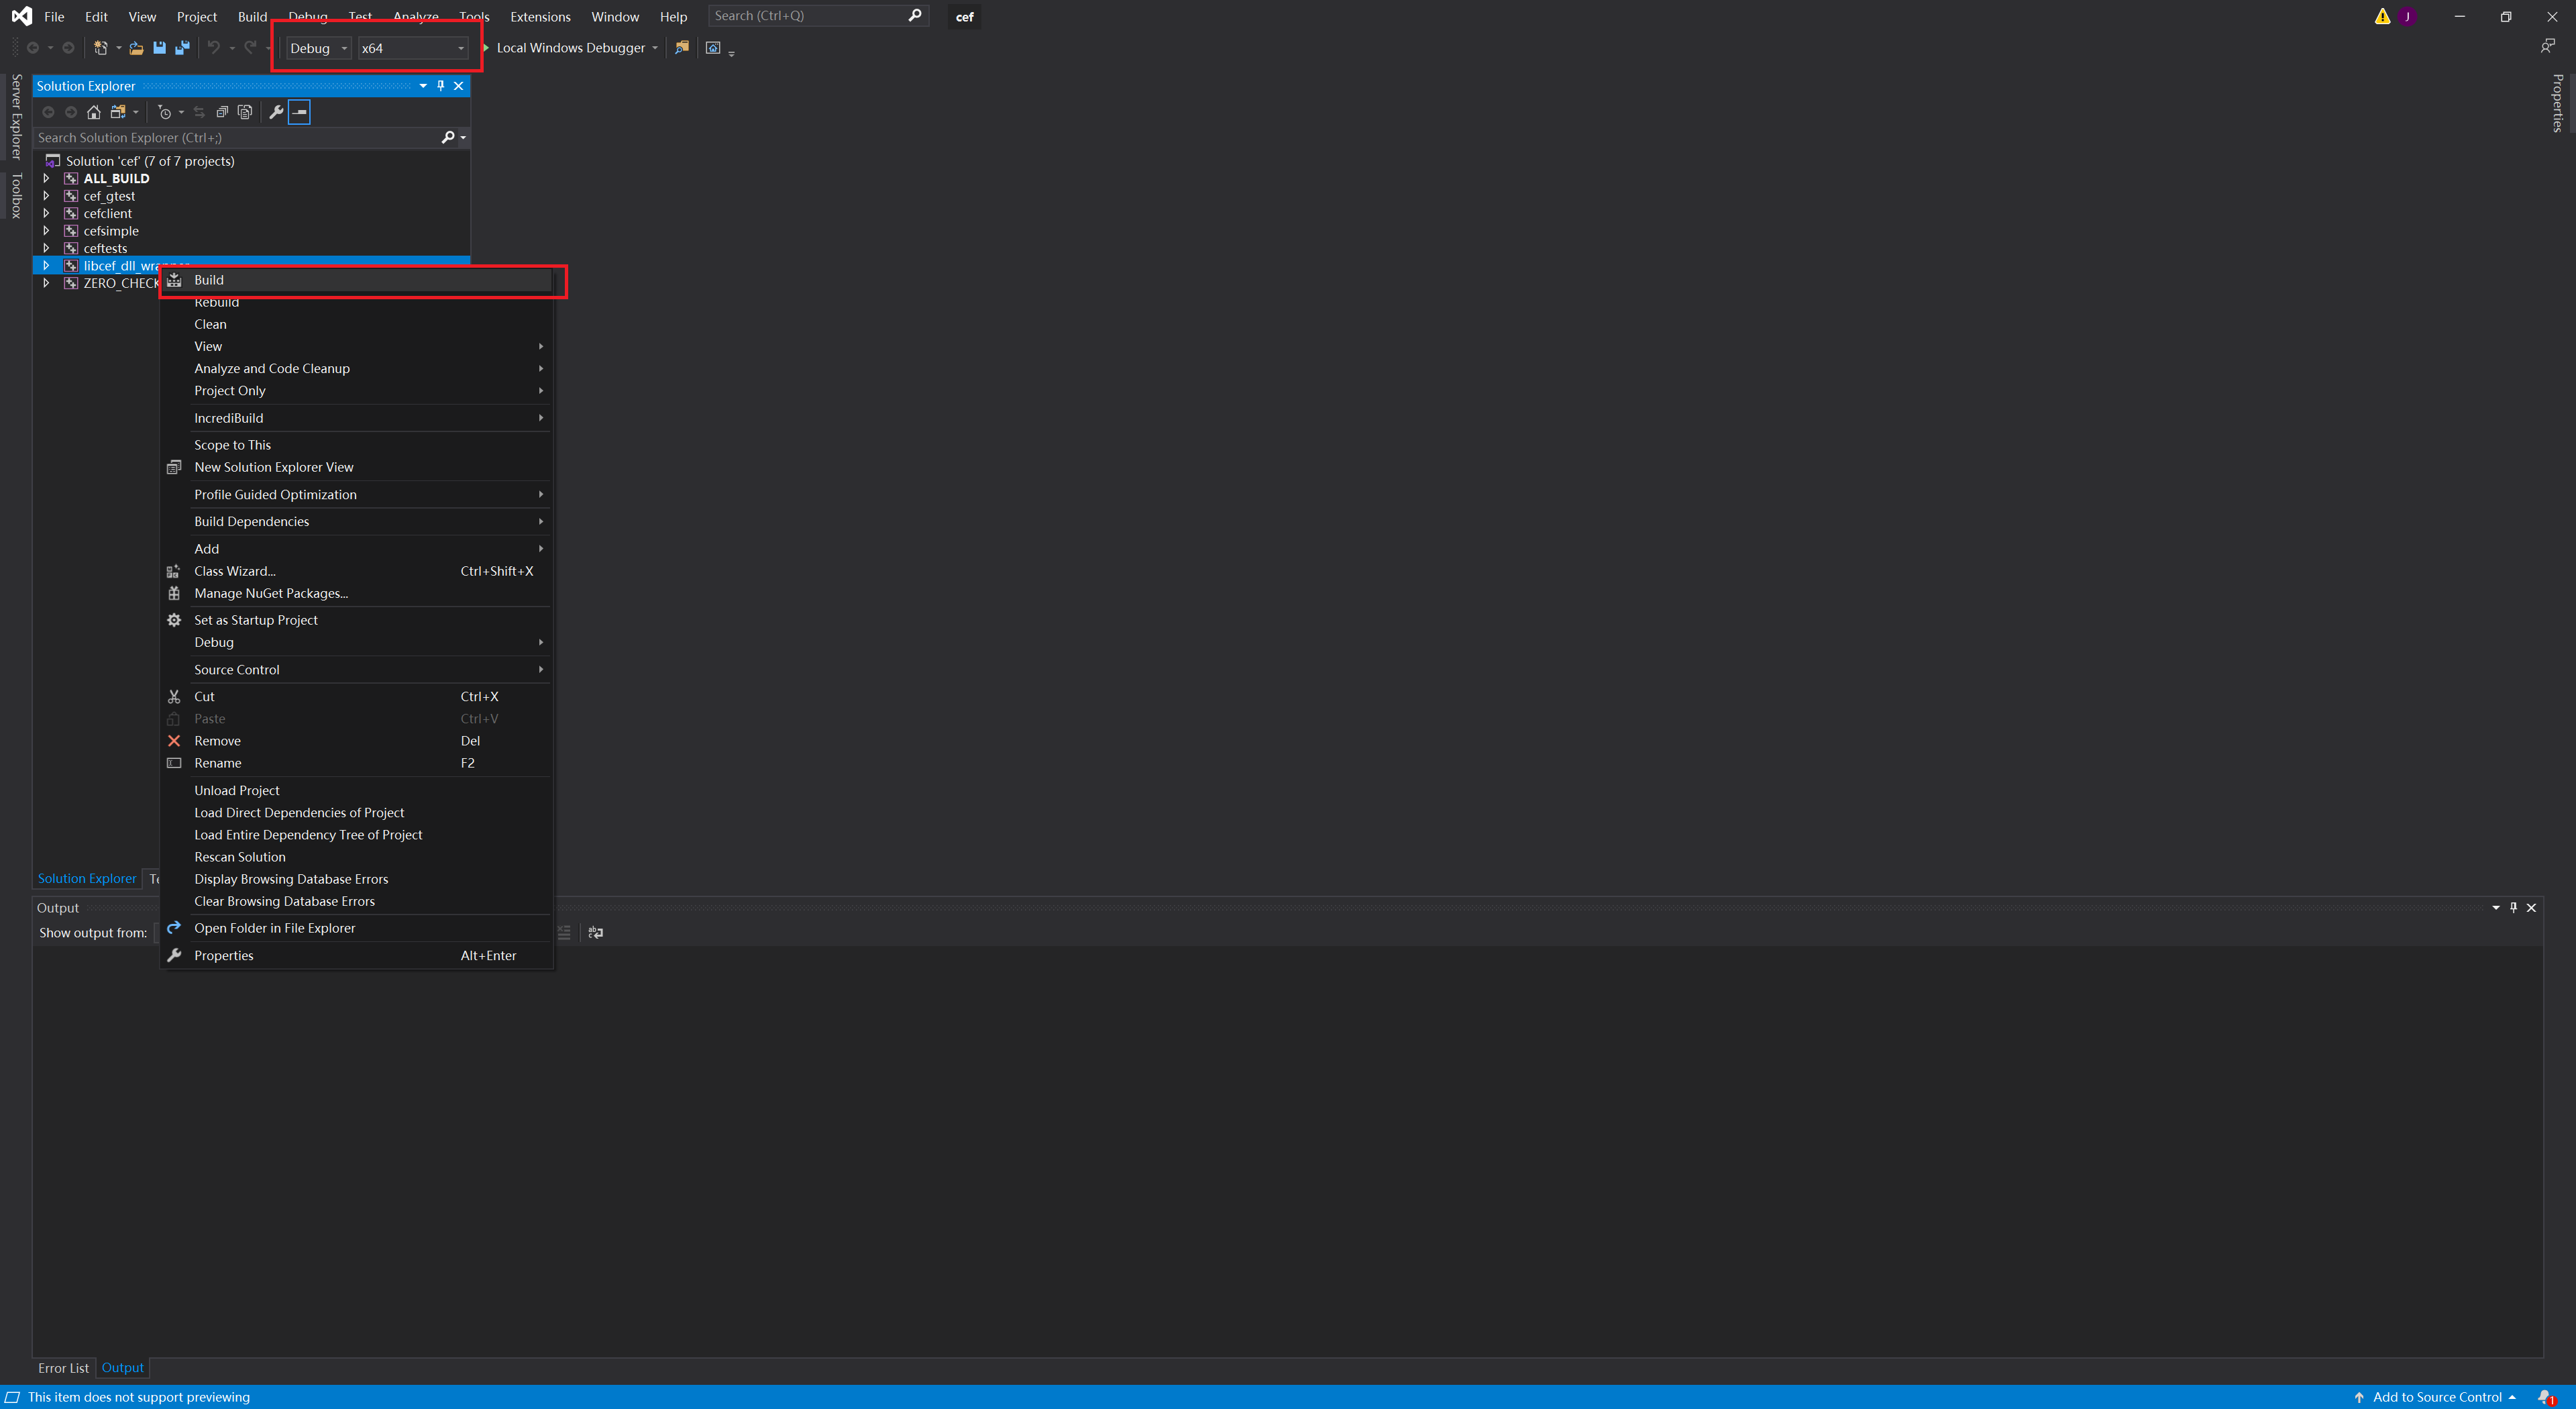 File Edit View Project Build Debug Test Analyze Tools Extensions Window Help Search (Ctrl+Q) cef J
Debug x64 Local Windows Debugger
Server Explorer
Toolbox
Properties
Solution Explorer
Search Solution Explorer (Ctrl+;)
Solution 'cef' (7 of 7 projects)
ALL_BUILD
cef_gtest
cefclient
cefsimple
ceftests
libcef_dll_wrapper
ZERO_CHECK
Build
Rebuild
Clean
View
Analyze and Code Cleanup
Project Only
IncrediBuild
Scope to This
New Solution Explorer View
Profile Guided Optimization
Build Dependencies
Add
Class Wizard... Ctrl+Shift+X
Manage NuGet Packages...
Set as Startup Project
Debug
Source Control
Cut Ctrl+X
Paste Ctrl+V
Remove Del
Rename F2
Unload Project
Load Direct Dependencies of Project
Load Entire Dependency Tree of Project
Rescan Solution
Display Browsing Database Errors
Clear Browsing Database Errors
Open Folder in File Explorer
Properties Alt+Enter
Solution Explorer
Output
Show output from:
Error List Output
This item does not support previewing Add to Source Control 1